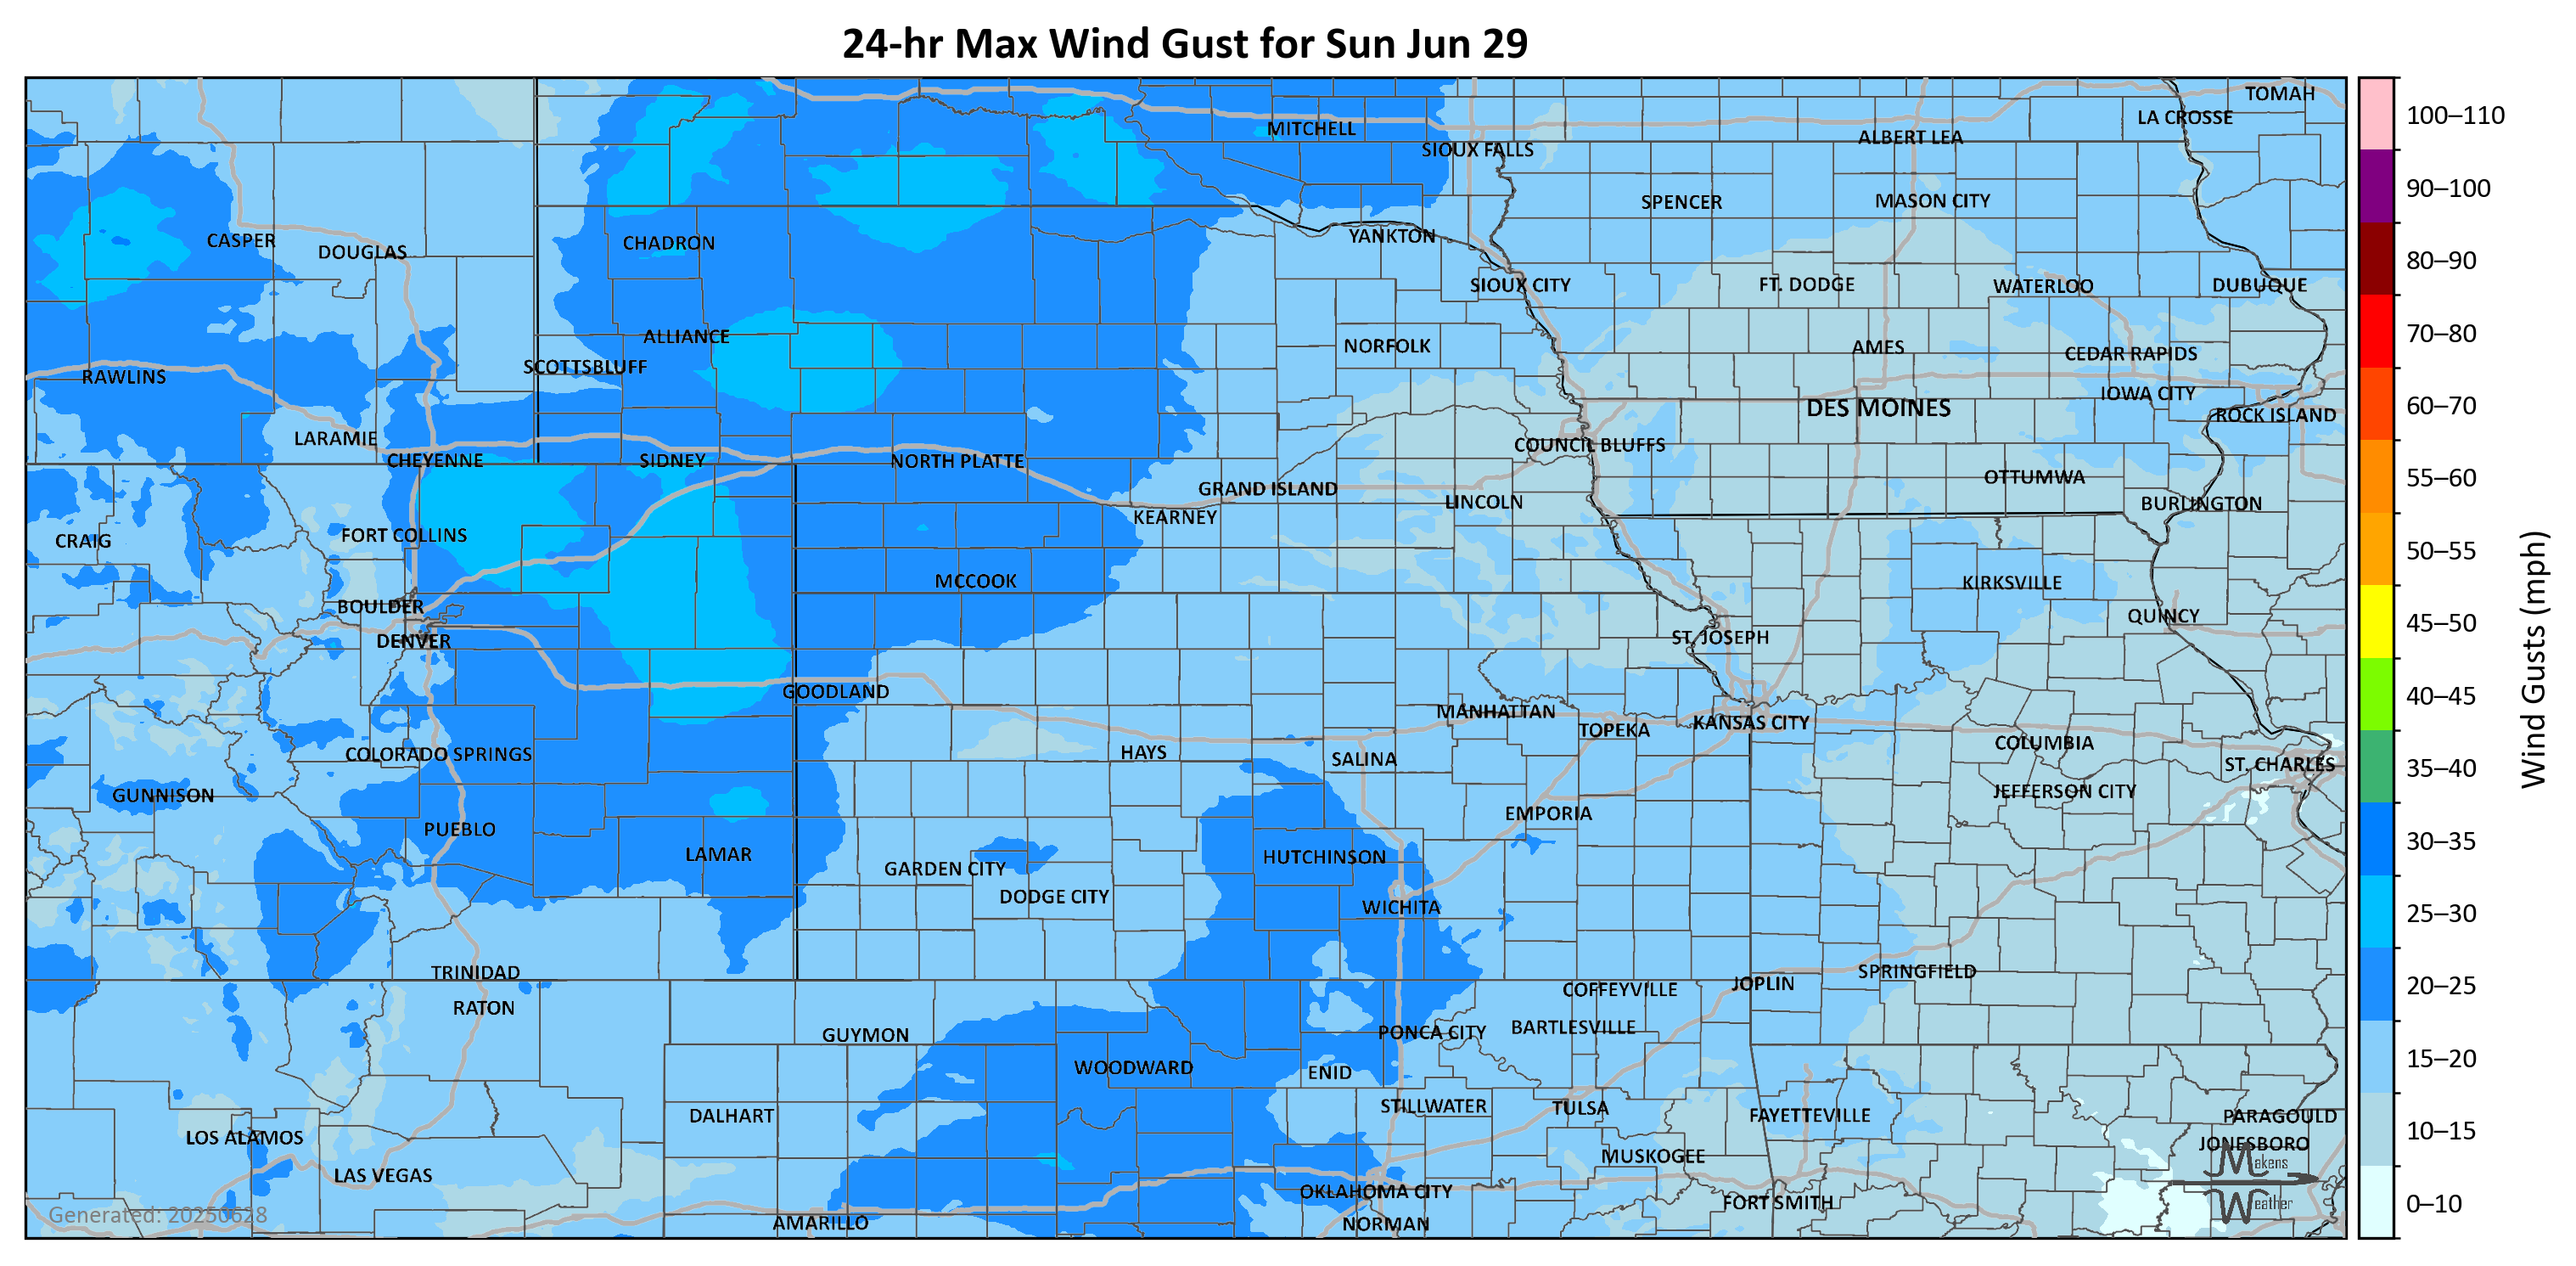 24-hr Max Wind Gust for Sun Jun 29
TOMAH
LA CROSSE
MITCHELL
ALBERT LEA
SIOUX FALLS
SPENCER
MASON CITY
CASPER
DOUGLAS
CHADRON
YANKTON
SIOUX CITY
FT. DODGE
WATERLOO
DUBUQUE
ALLIANCE
NORFOLK
AMES
CEDAR RAPIDS
SCOTTSBLUFF
RAWLINS
IOWA CITY
DES MOINES
ROCK ISLAND
LARAMIE
COUNCIL BLUFFS
CHEYENNE
SIDNEY
NORTH PLATTE
OTTUMWA
GRAND ISLAND
LINCOLN
BURLINGTON
KEARNEY
FORT COLLINS
CRAIG
MCCOOK
KIRKSVILLE
BOULDER
QUINCY
DENVER
ST. JOSEPH
GOODLAND
MANHATTAN
TOPEKA
KANSAS CITY
COLUMBIA
COLORADO SPRINGS
HAYS
SALINA
ST. CHARLES
GUNNISON
JEFFERSON CITY
EMPORIA
PUEBLO
LAMAR
HUTCHINSON
GARDEN CITY
DODGE CITY
WICHITA
TRINIDAD
SPRINGFIELD
JOPLIN
COFFEYVILLE
RATON
GUYMON
PONCA CITY
BARTLESVILLE
WOODWARD
ENID
DALHART
STILLWATER
TULSA
FAYETTEVILLE
PARAGOULD
LOS ALAMOS
JONESBORO
LAS VEGAS
MUSKOGEE
Makens
Weather
OKLAHOMA CITY
FORT SMITH
AMARILLO
NORMAN
Generated: 20250628
100–110
90–100
80–90
70–80
60–70
55–60
50–55
45–50
40–45
35–40
30–35
25–30
20–25
15–20
10–15
0–10
Wind Gusts (mph)